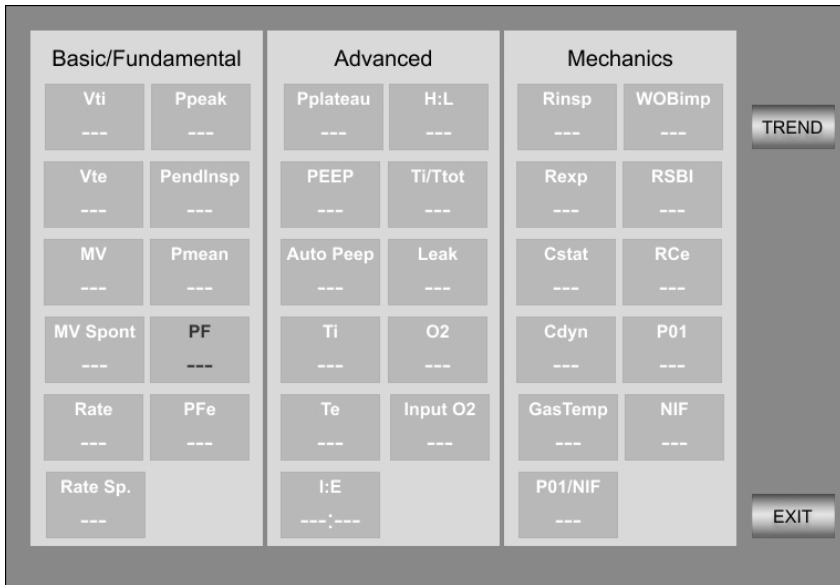 Basic/Fundamental Advanced Mechanics
Vti Ppeak Pplateau H:L Rinsp WOBimp
--- --- --- --- --- ---
TREND
Vte PendInsp PEEP Ti/Ttot Rexp RSBI
--- --- --- --- --- ---
MV Pmean Auto Peep Leak Cstat RCe
--- --- --- --- --- ---
MV Spont PF Ti O2 Cdyn P01
--- --- --- --- --- ---
Rate PFe Te Input O2 GasTemp NIF
--- --- --- --- --- ---
Rate Sp. I:E P01/NIF
--- ---:--- ---
EXIT